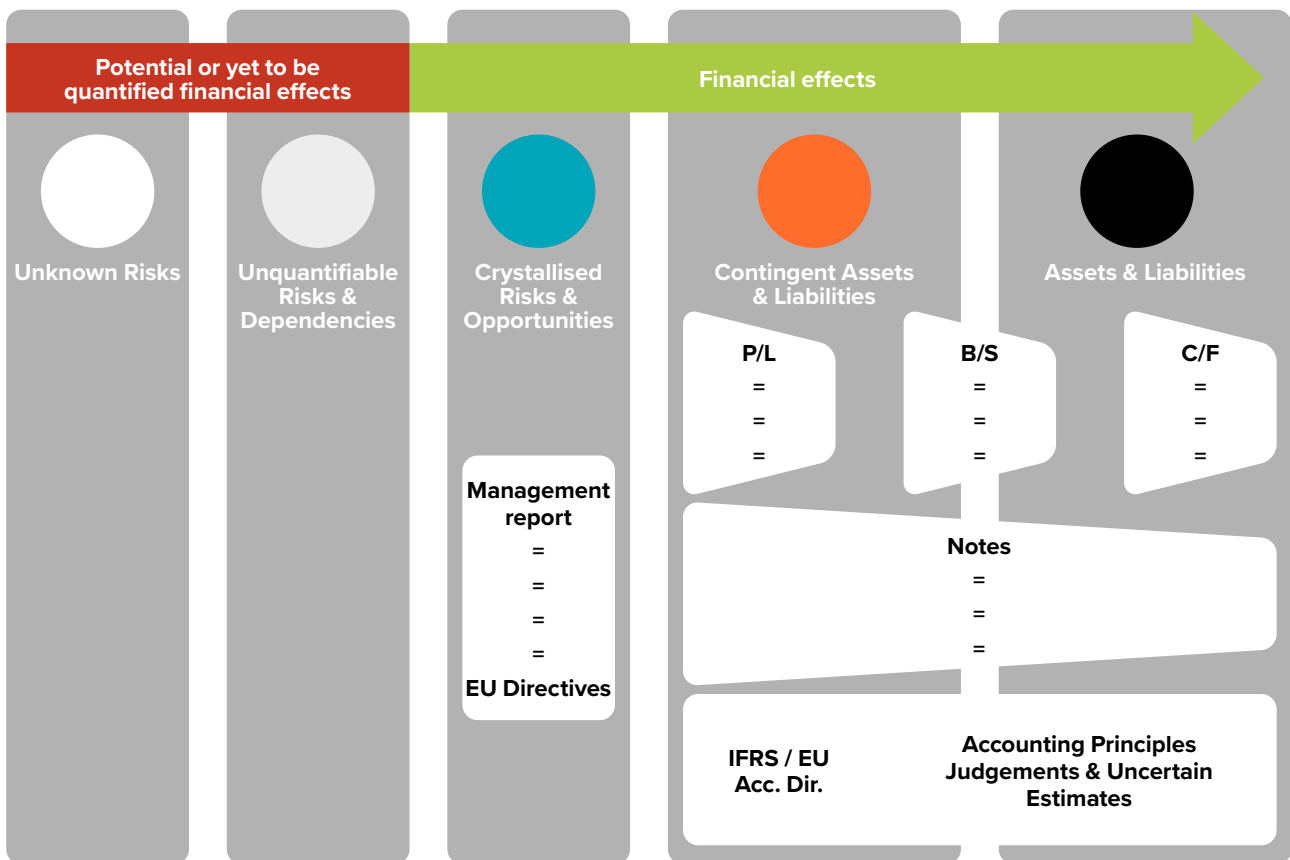 Potential or yet to be
quantified financial effects
Financial effects
Unknown Risks
Unquantifiable
Risks &
Dependencies
Crystallised
Risks &
Opportunities
Contingent Assets
& Liabilities
Assets & Liabilities
P/L
=
=
=
B/S
=
=
=
C/F
=
=
=
Management
report
=
=
=
=
EU Directives
Notes
=
=
=
IFRS / EU
Acc. Dir.
Accounting Principles
Judgements & Uncertain
Estimates